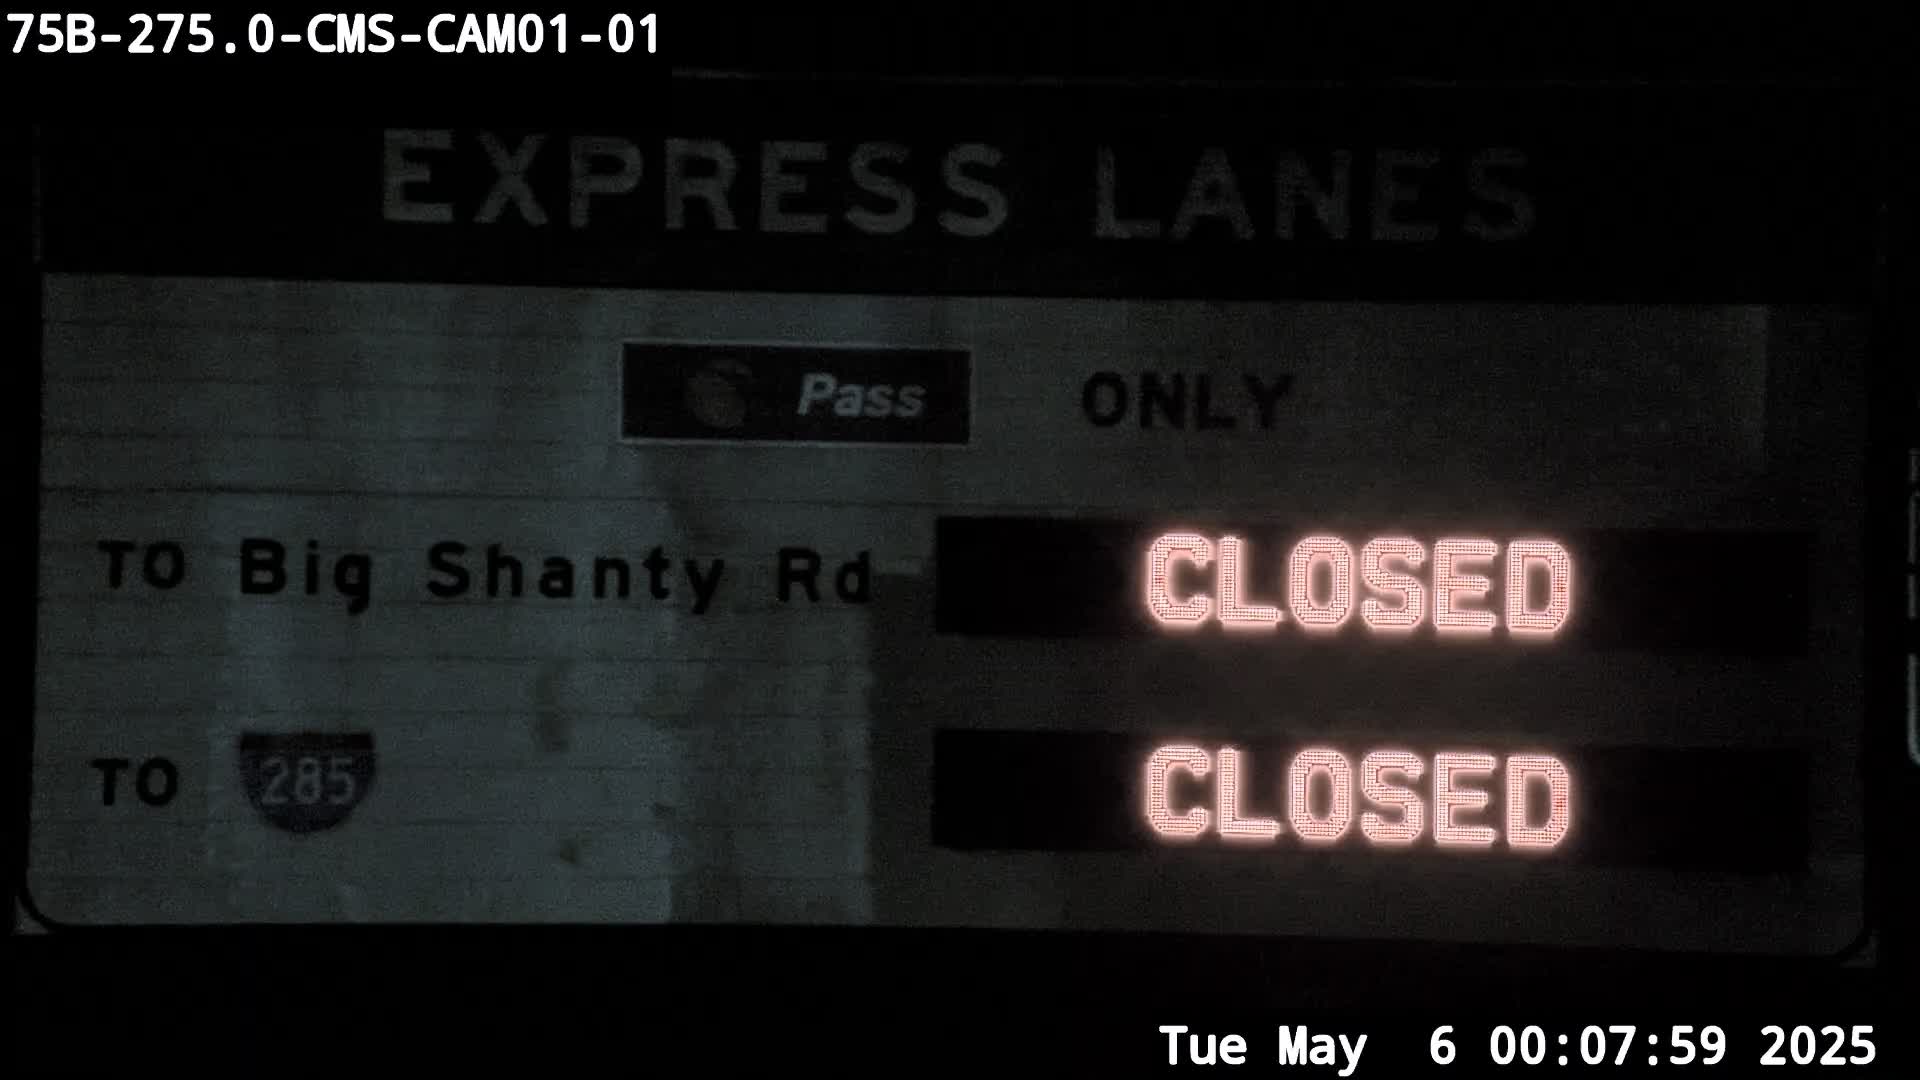 75B-275.0-CMS-CAM01-01
EXPRESS LANES
Pass ONLY
TO Big Shanty Rd CLOSED
TO 285 CLOSED
Tue May 6 00:07:59 2025